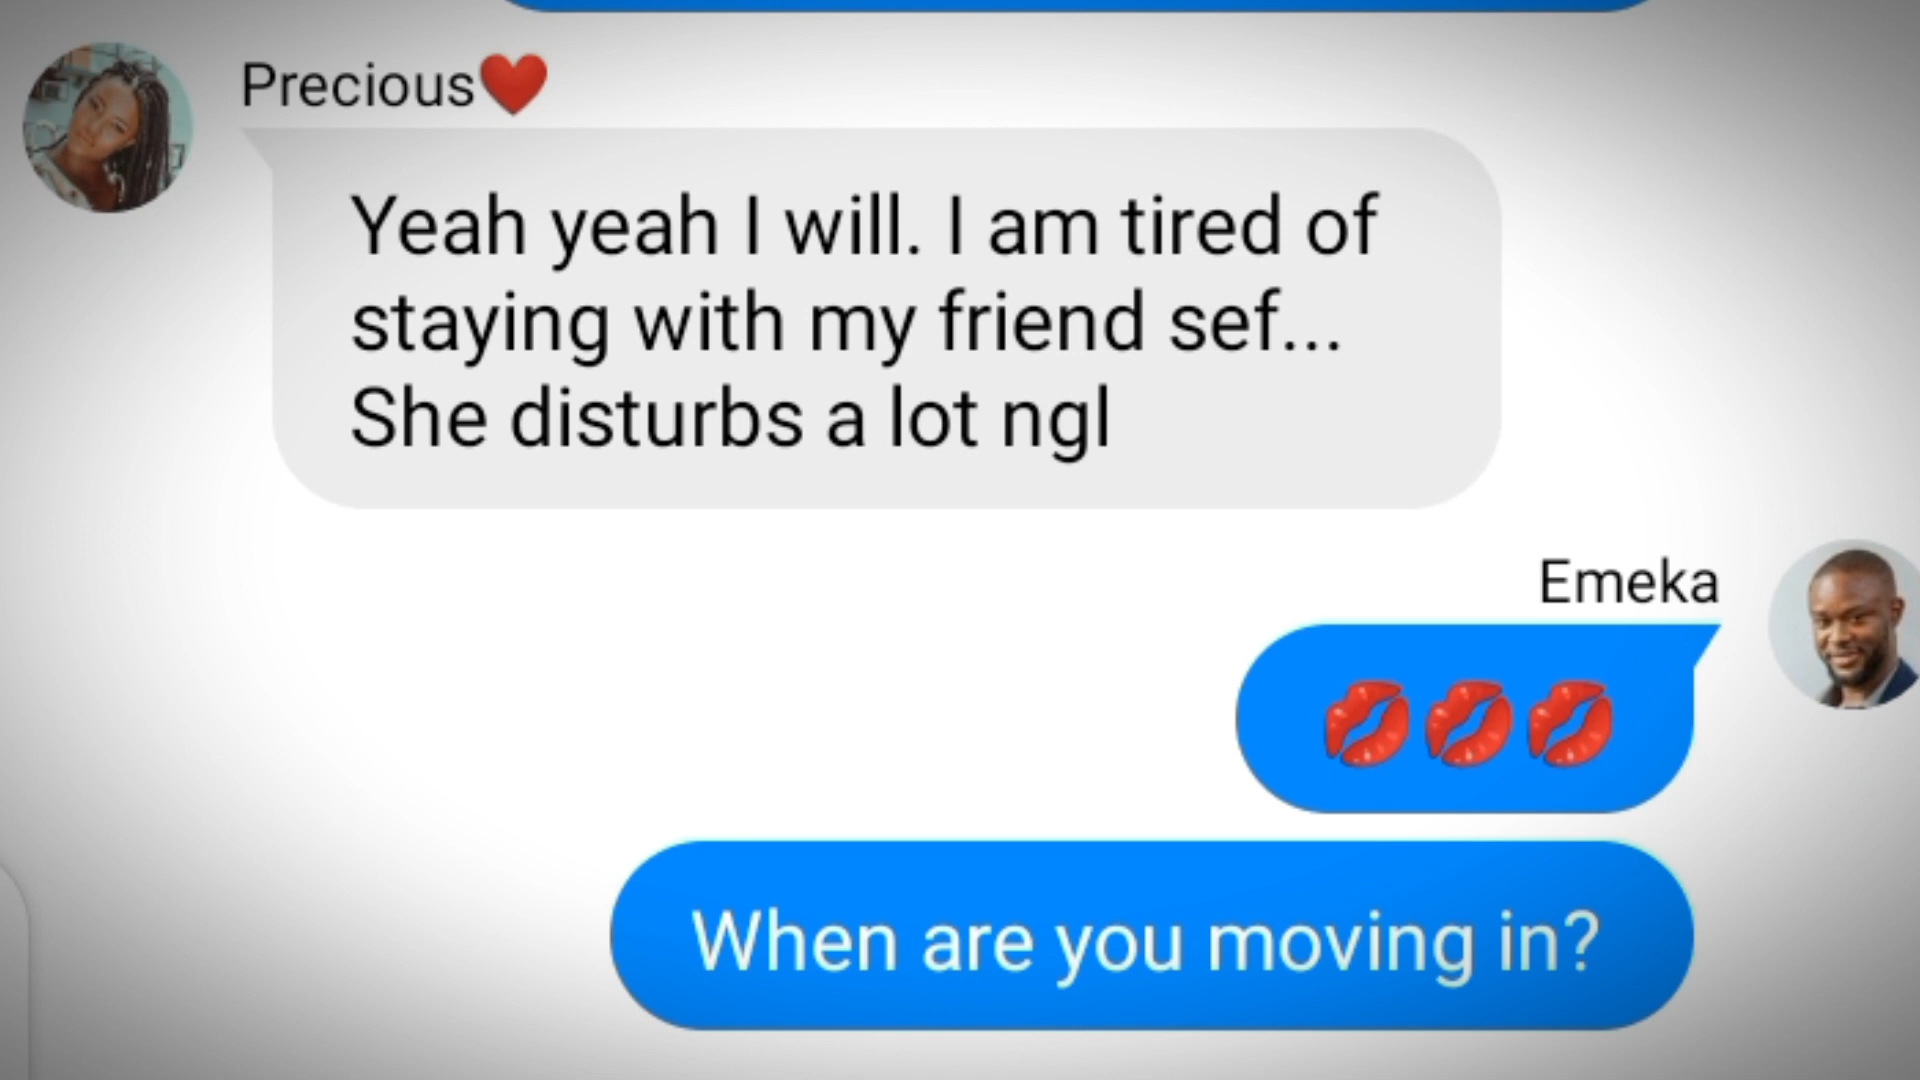 Precious❤️
Yeah yeah I will. I am tired of
staying with my friend sef...
She disturbs a lot ngl
Emeka
💋💋💋
When are you moving in?